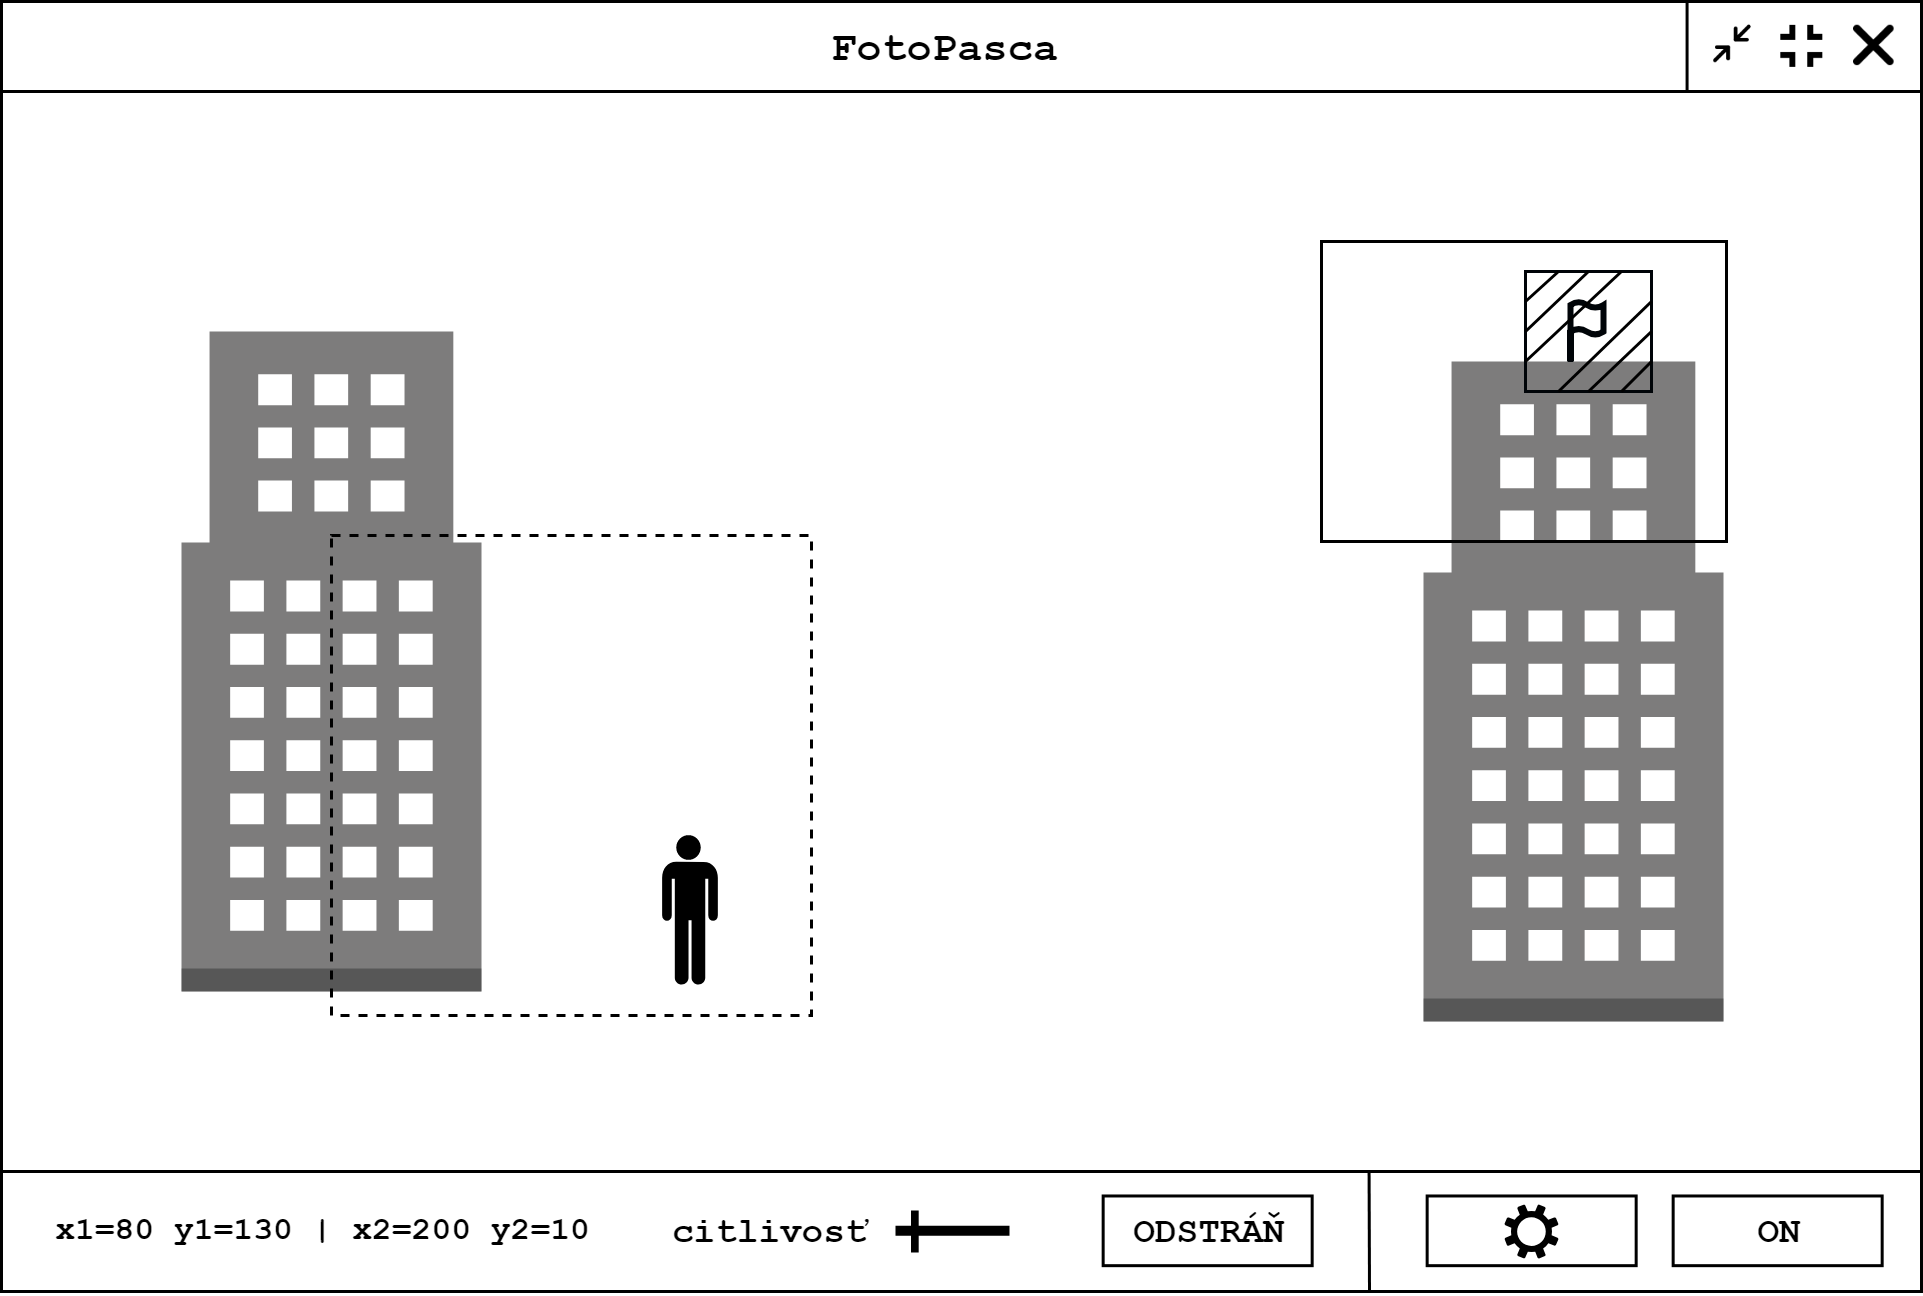 FotoPasca
x1=80 y1=130 | x2=200 y2=10
citlivosť
ODSTRÁŇ
ON